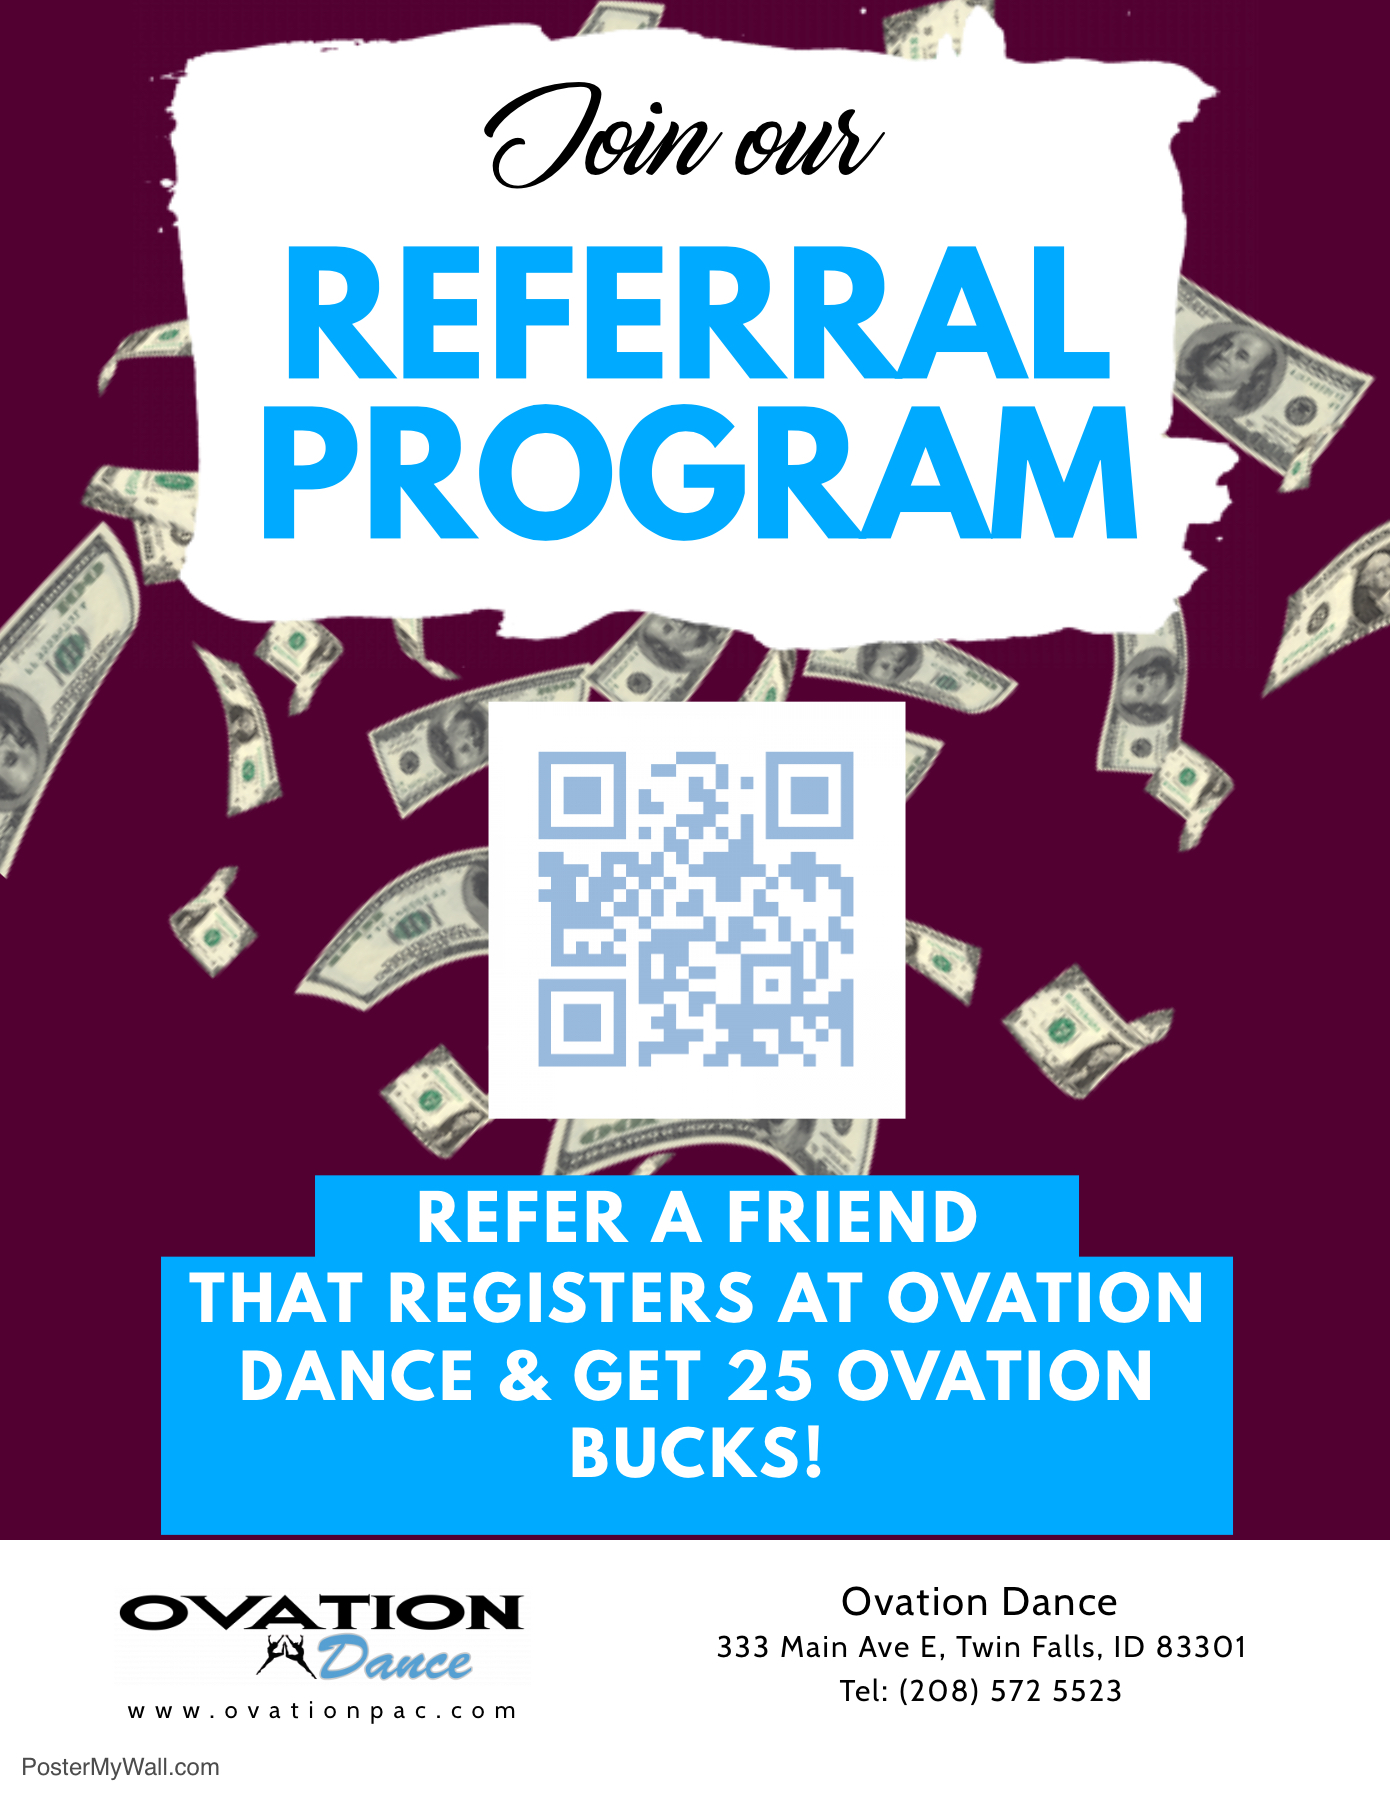 Join our
REFERRAL
PROGRAM
REFER A FRIEND
THAT REGISTERS AT OVATION
DANCE & GET 25 OVATION
BUCKS!
OVATION
Dance
www.ovationpac.com
Ovation Dance
333 Main Ave E, Twin Falls, ID 83301
Tel: (208) 572 5523
PosterMyWall.com